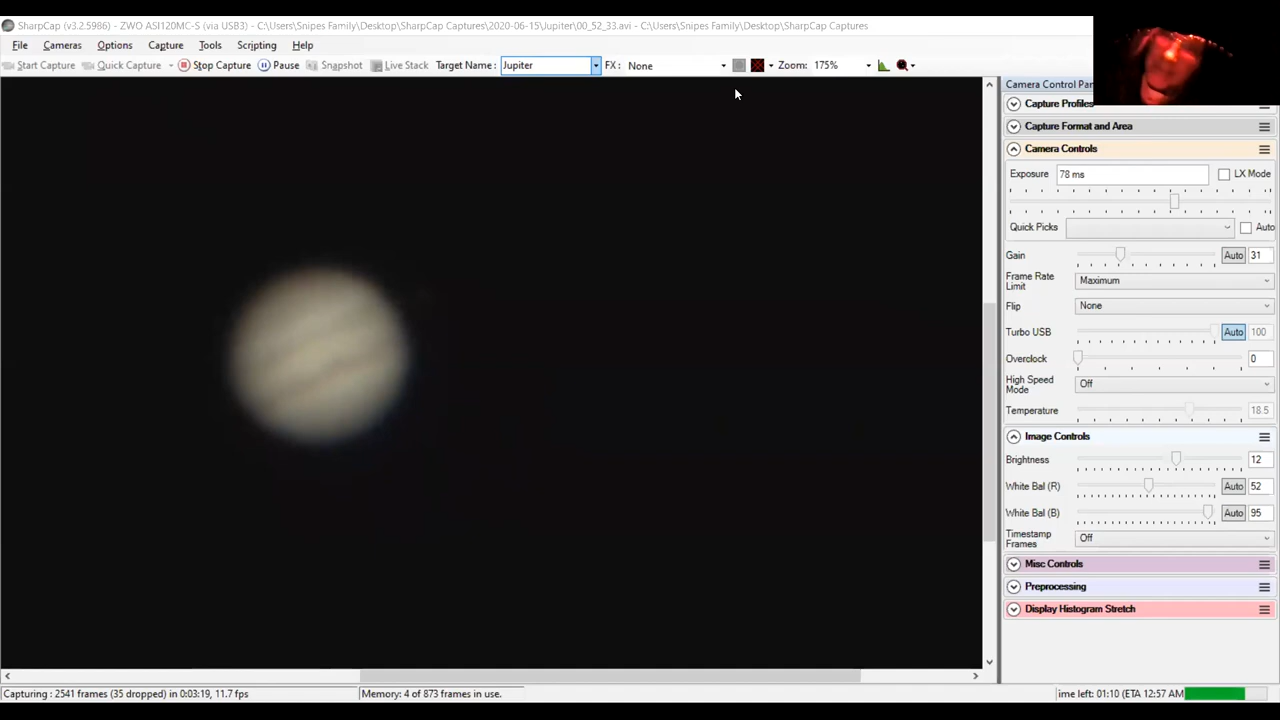 SharpCap (v3.2.5986) - ZWO ASI120MC-S (via USB3) - C:\Users\Snipes Family\Desktop\SharpCap Captures\2020-06-15\Jupiter\00_52_33.avi - C:\Users\Snipes Family\Desktop\SharpCap Captures
File Cameras Options Capture Tools Scripting Help
Start Capture Quick Capture Stop Capture Pause Snapshot Live Stack Target Name : Jupiter FX : None Zoom: 175%
Camera Control Pan
Capture Profiles
Capture Format and Area
Camera Controls
Exposure 78 ms LX Mode
Quick Picks Auto
Gain Auto 31
Frame Rate Limit Maximum
Flip None
Turbo USB Auto 100
Overclock 0
High Speed Mode Off
Temperature 18.5
Image Controls
Brightness 12
White Bal (R) Auto 52
White Bal (B) Auto 95
Timestamp Frames Off
Misc Controls
Preprocessing
Display Histogram Stretch
Capturing : 2541 frames (35 dropped) in 0:03:19, 11.7 fps Memory: 4 of 873 frames in use. ime left: 01:10 (ETA 12:57 AM